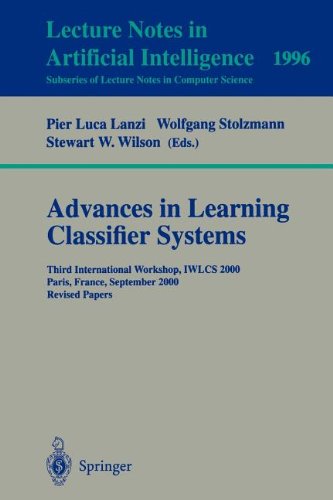 Lecture Notes in
Artificial Intelligence 1996
Subseries of Lecture Notes in Computer Science
Pier Luca Lanzi Wolfgang Stolzmann
Stewart W. Wilson (Eds.)
Advances in Learning
Classifier Systems
Third International Workshop, IWLCS 2000
Paris, France, September 2000
Revised Papers
Springer